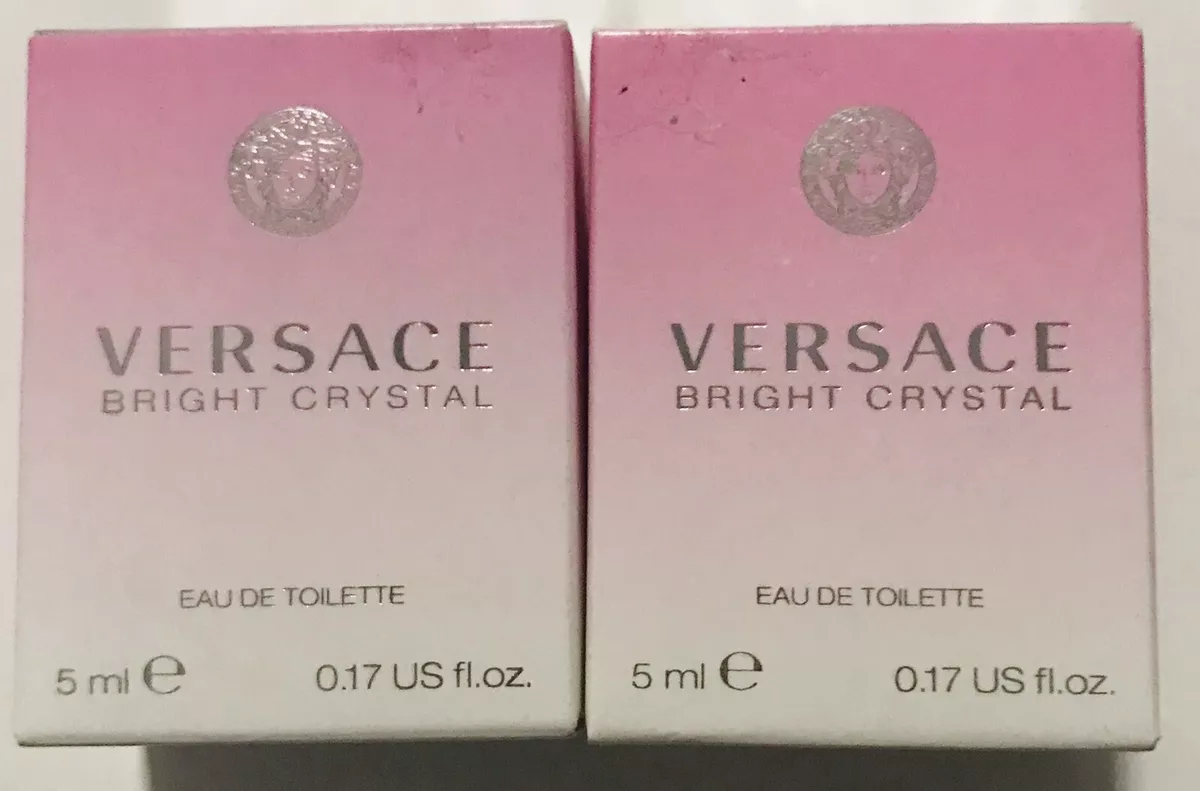 VERSACE
BRIGHT CRYSTAL
EAU DE TOILETTE
5 ml ℮ 0.17 US fl.oz.
VERSACE
BRIGHT CRYSTAL
EAU DE TOILETTE
5 ml ℮ 0.17 US fl.oz.